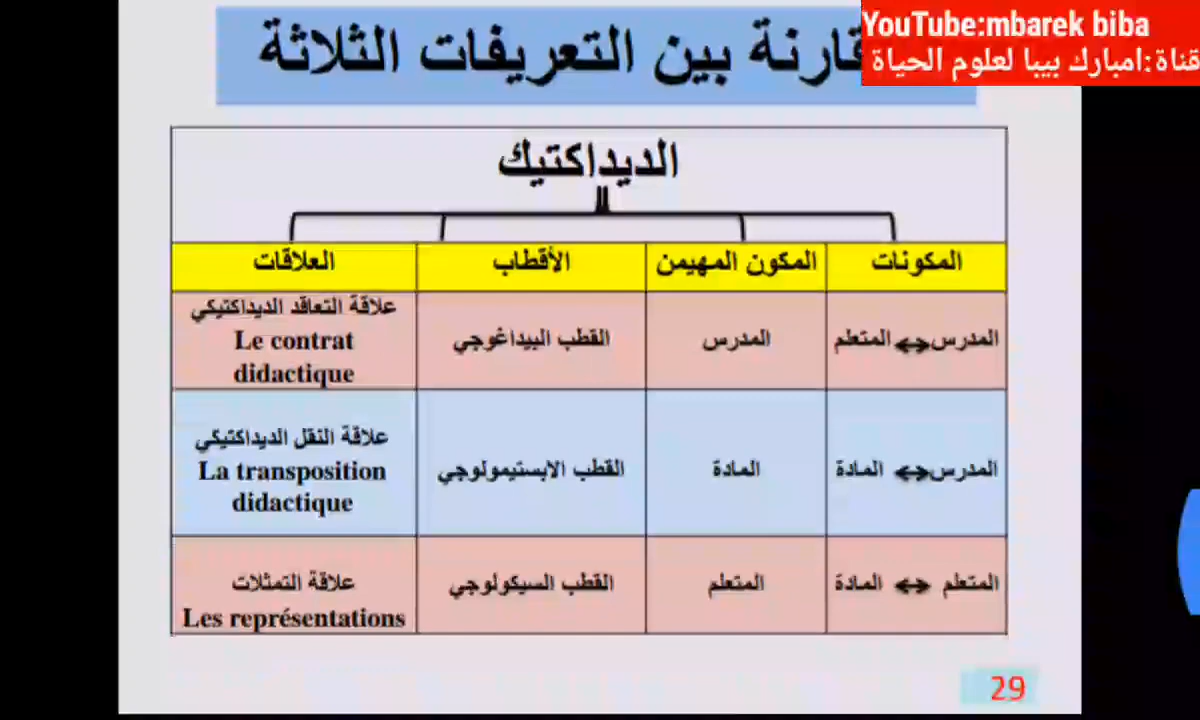 YouTube:mbarek biba
قناة:امبارك بيبا لعلوم الحياة
قارنة بين التعريفات الثلاثة
الديداكتيك
المكونات المكون المهيمن الأقطاب العلاقات
المدرس ↔ المتعلم
المدرس
القطب البيداغوجي
علاقة التعاقد الديداكتيكي
Le contrat
didactique
المدرس ↔ المادة
المادة
القطب الابستيمولوجي
علاقة النقل الديداكتيكي
La transposition
didactique
المتعلم ↔ المادة
المتعلم
القطب السيكولوجي
علاقة التمثلات
Les représentations
29